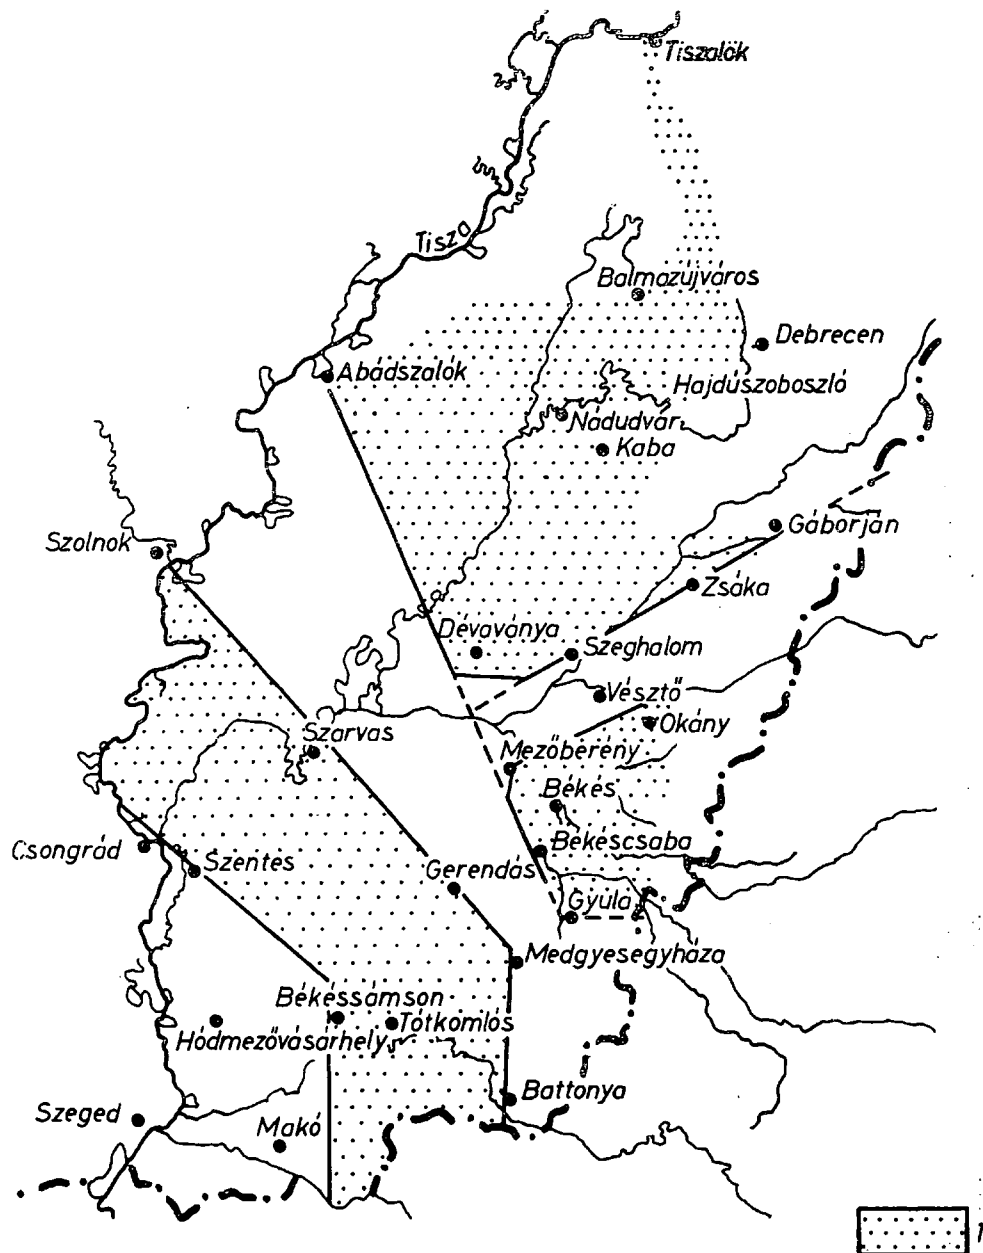 Tiszalök
Tisza
Balmazújváros
Debrecen
Abádszalók
Hajdúszoboszló
Nádudvar
Kaba
Szolnok
Gáborján
Zsáka
Dévaványa
Szeghalom
Vésztő
Okány
Szarvas
Mezőberény
Békés
Csongrád
Szentes
Békéscsaba
Gerendás
Gyula
Medgyesegyháza
Békéssámson
Tótkomlós
Hódmezővásárhely
Battonya
Szeged
Makó
1